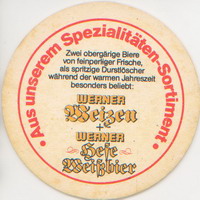 • Aus unserem Spezialitäten-Sortiment •
Zwei obergärige Biere
von feinperliger Frische,
als spritzige Durstlöscher
während der warmen Jahreszeit
besonders beliebt:
WERNER
Weizen
+
WERNER
Hefe
Weißbier